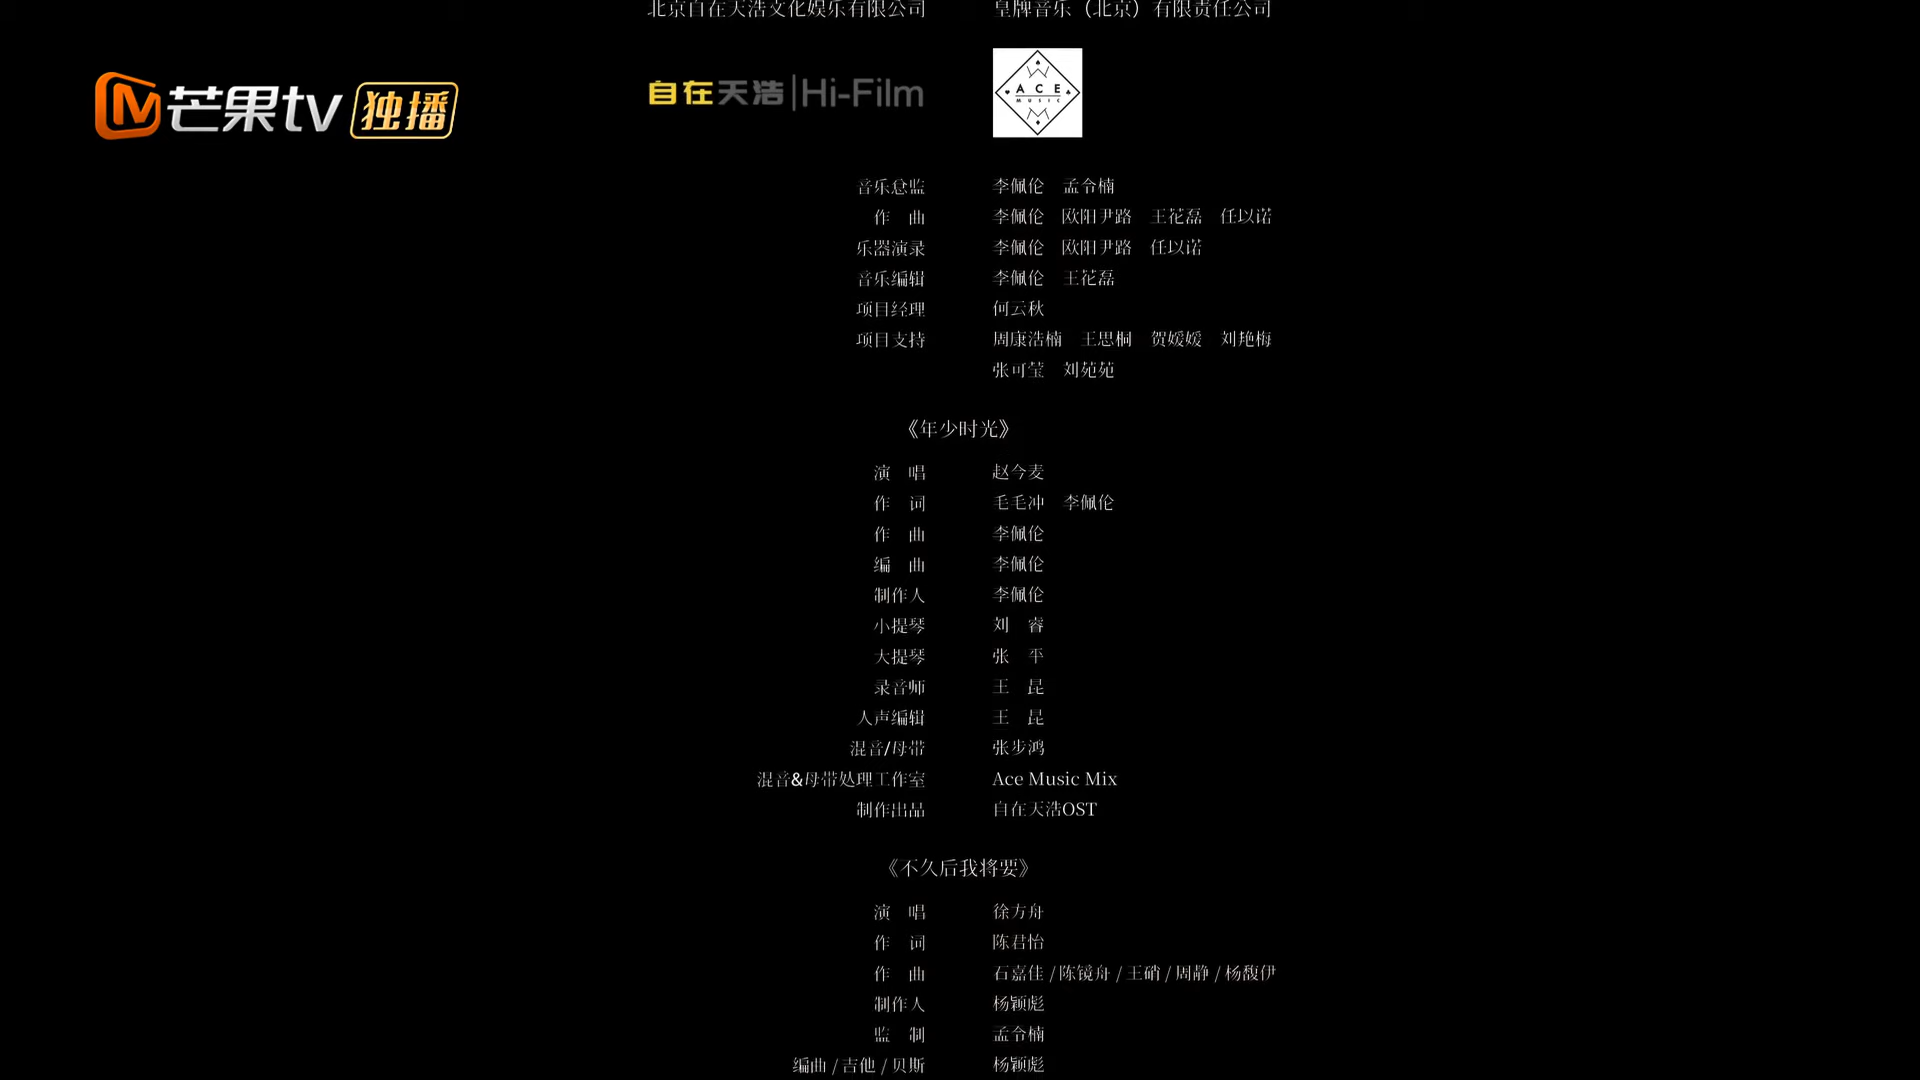 北京自在天浩文化娱乐有限公司 皇牌音乐（北京）有限责任公司
芒果tv 独播
自在天浩|Hi-Film
ACE
MUSIC
音乐总监 李佩伦 孟令楠
作 曲 李佩伦 欧阳尹路 王花磊 任以诺
乐器演录 李佩伦 欧阳尹路 任以诺
音乐编辑 李佩伦 王花磊
项目经理 何云秋
项目支持 周康浩楠 王思桐 贺媛媛 刘艳梅
张可莹 刘苑苑
《年少时光》
演 唱 赵今麦
作 词 毛毛冲 李佩伦
作 曲 李佩伦
编 曲 李佩伦
制作人 李佩伦
小提琴 刘 睿
大提琴 张 平
录音师 王 昆
人声编辑 王 昆
混音/母带 张步鸿
混音&母带处理工作室 Ace Music Mix
制作出品 自在天浩OST
《不久后我将要》
演 唱 徐方舟
作 词 陈君怡
作 曲 石嘉佳 / 陈镜舟 / 王硝 / 周静 / 杨馥伊
制作人 杨颖彪
监 制 孟令楠
编曲 / 吉他 / 贝斯 杨颖彪